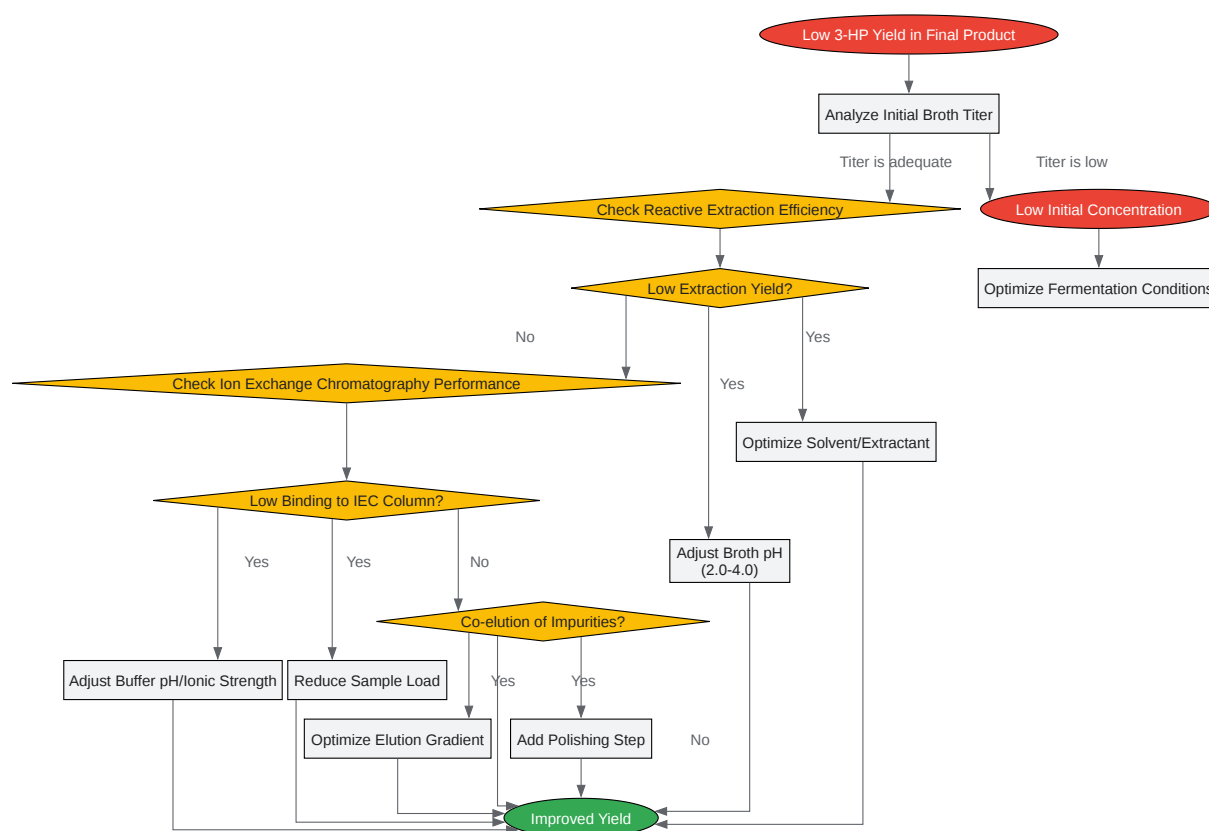 Low 3-HP Yield in Final Product
Analyze Initial Broth Titer
Titer is adequate
Titer is low
Check Reactive Extraction Efficiency
Low Initial Concentration
Low Extraction Yield?
Optimize Fermentation Conditions
No
Yes
Check Ion Exchange Chromatography Performance
Yes
Optimize Solvent/Extractant
Low Binding to IEC Column?
Adjust Broth pH
(2.0-4.0)
Yes
Yes
No
Co-elution of Impurities?
Adjust Buffer pH/Ionic Strength
Reduce Sample Load
Yes
Yes
Optimize Elution Gradient
Add Polishing Step
No
Improved Yield